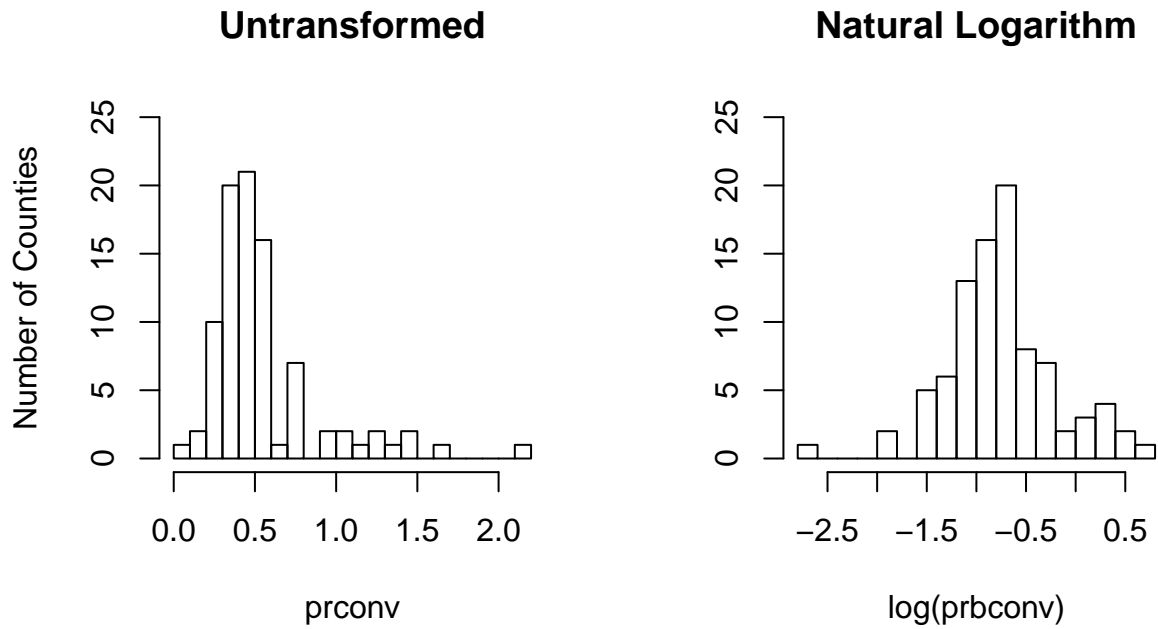 Untransformed
Number of Counties
25
20
15
10
5
0
0.0 0.5 1.0 1.5 2.0
prconv
Natural Logarithm
25
20
15
10
5
0
−2.5 −1.5 −0.5 0.5
log(prbconv)